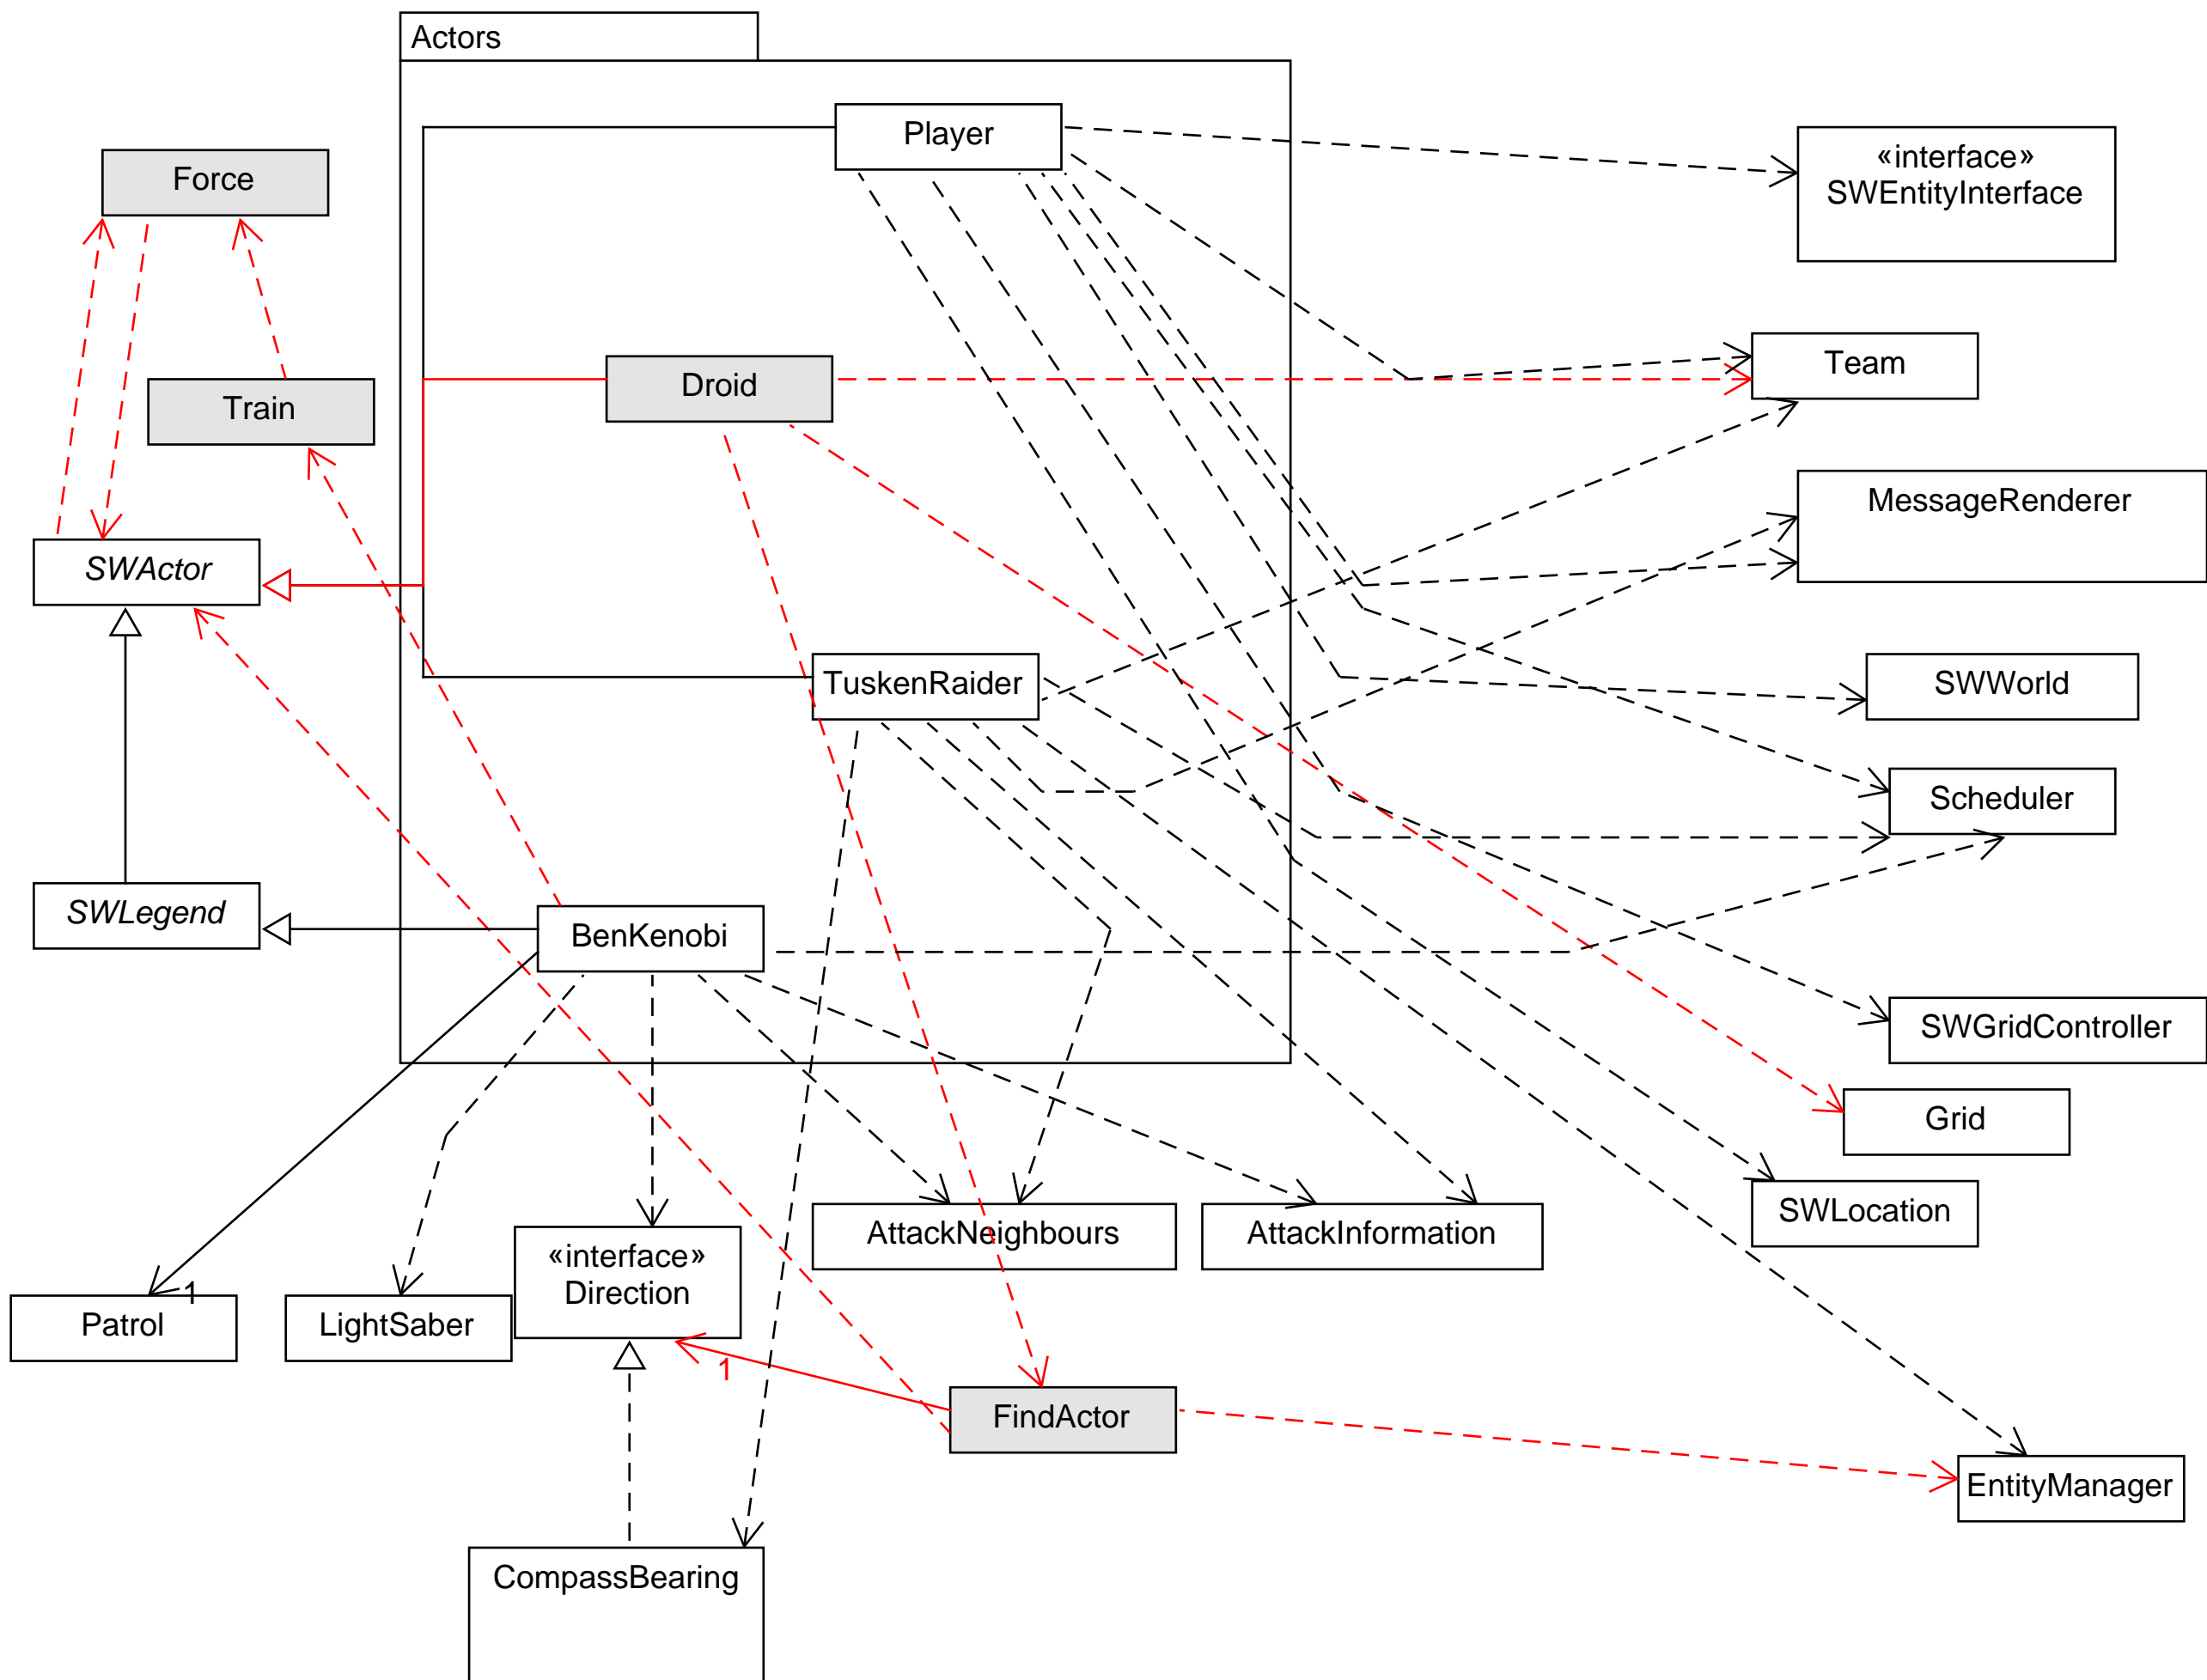 Actors
Player
«interface»
SWEntityInterface
Force
Team
Droid
Train
MessageRenderer
SWActor
TuskenRaider
SWWorld
Scheduler
SWLegend
BenKenobi
SWGridController
Grid
SWLocation
AttackNeighbours
AttackInformation
«interface»
Direction
1
Patrol
LightSaber
1
FindActor
EntityManager
CompassBearing